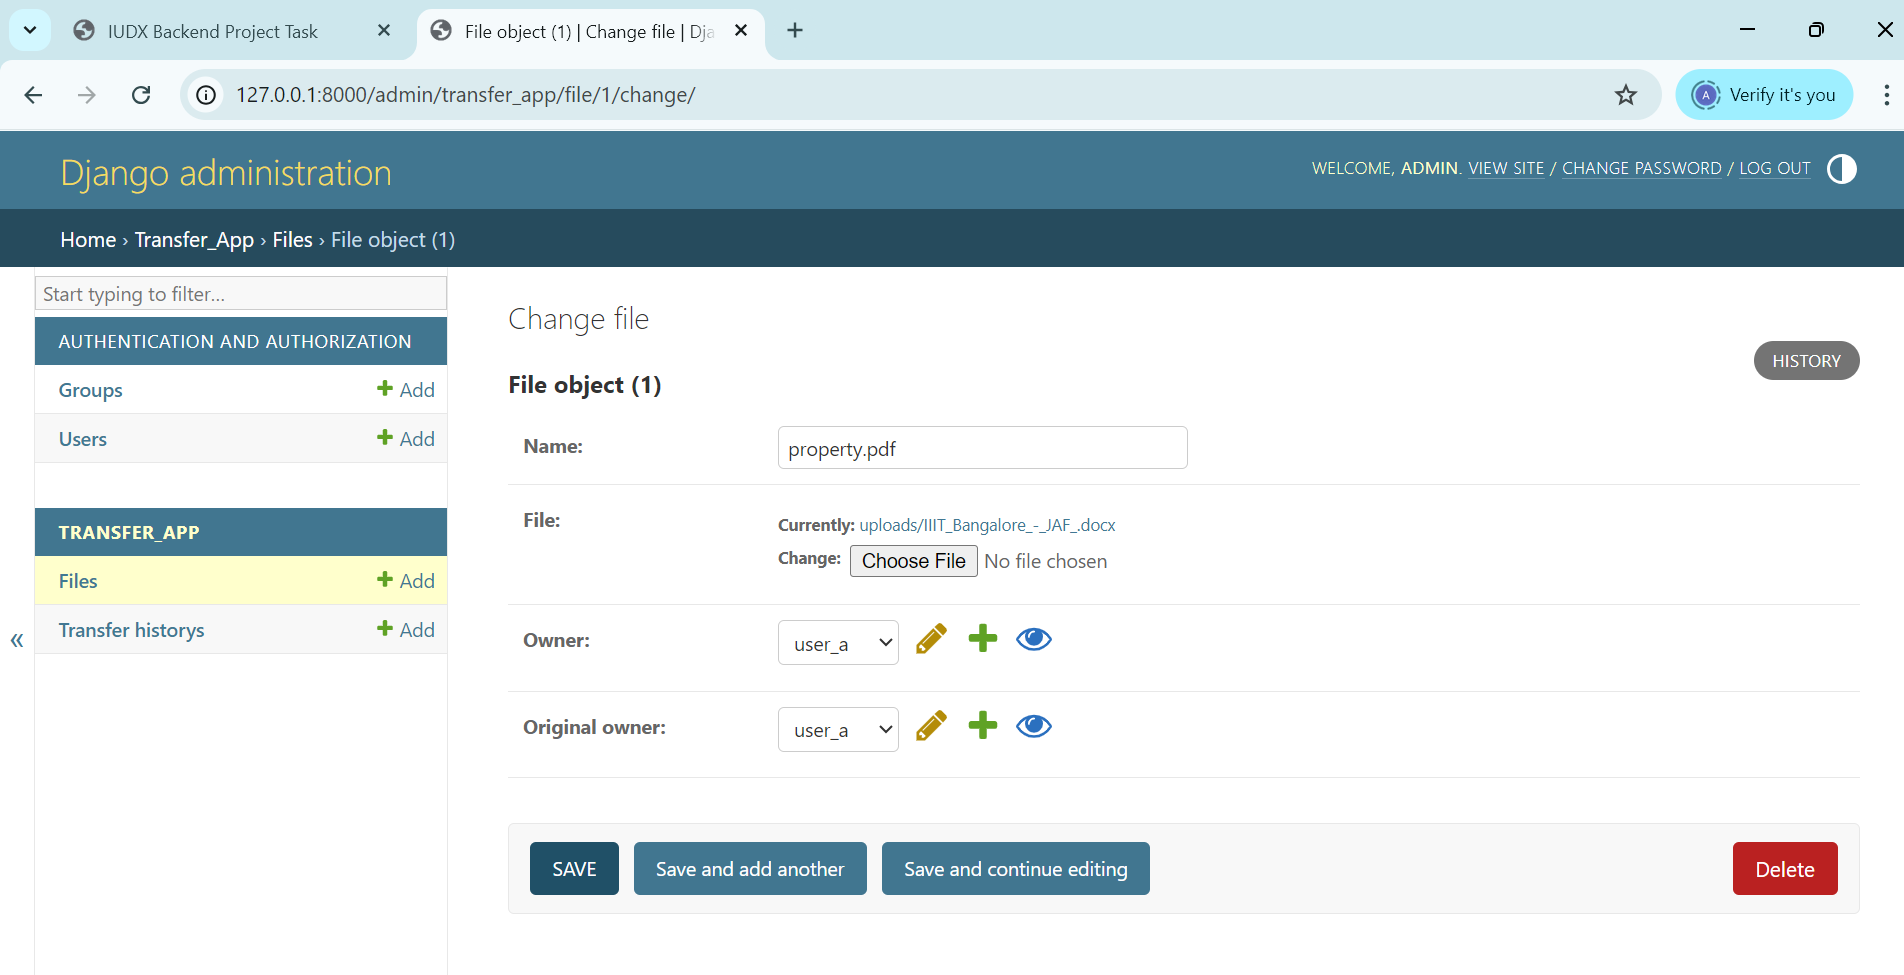 IUDX Backend Project Task
File object (1) | Change file | Dja
127.0.0.1:8000/admin/transfer_app/file/1/change/
A
Verify it's you
Django administration
WELCOME, ADMIN. VIEW SITE / CHANGE PASSWORD / LOG OUT
Home › Transfer_App › Files › File object (1)
Start typing to filter...
AUTHENTICATION AND AUTHORIZATION
Groups
Add
Users
Add
TRANSFER_APP
Files
Add
Transfer historys
Add
«
Change file
HISTORY
File object (1)
Name:
property.pdf
File:
Currently: uploads/IIIT_Bangalore_-_JAF_.docx
Change: Choose File No file chosen
Owner:
user_a
Original owner:
user_a
SAVE
Save and add another
Save and continue editing
Delete